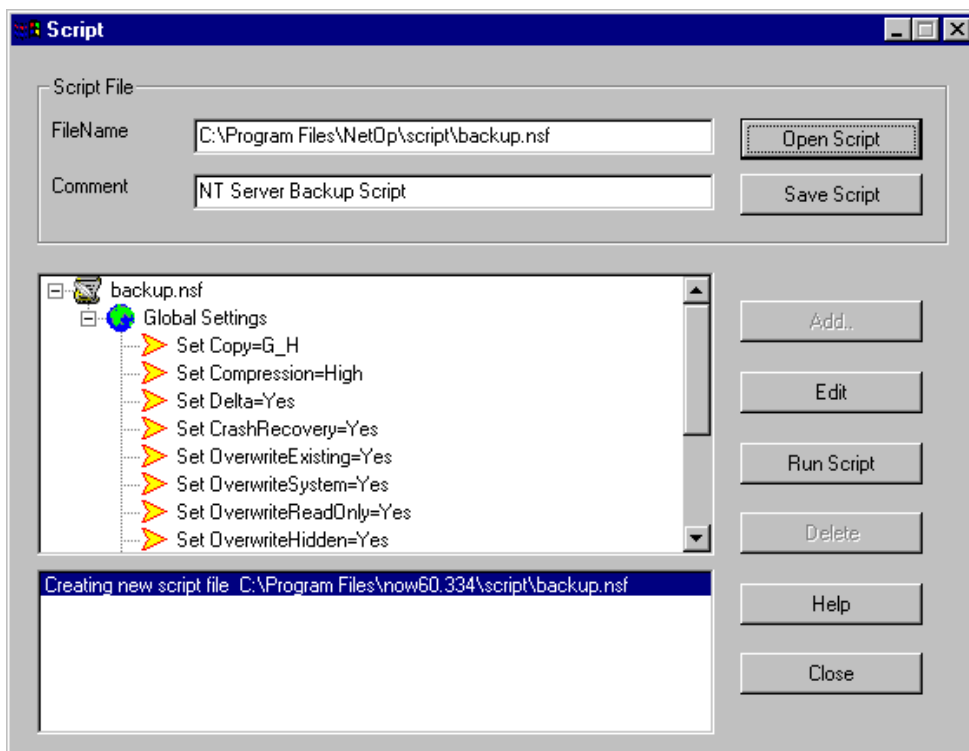 Script
Script File
FileName
C:\Program Files\NetOp\script\backup.nsf
Open Script
Comment
NT Server Backup Script
Save Script
backup.nsf
Global Settings
Set Copy=G_H
Set Compression=High
Set Delta=Yes
Set CrashRecovery=Yes
Set OverwriteExisting=Yes
Set OverwriteSystem=Yes
Set OverwriteReadOnly=Yes
Set OverwriteHidden=Yes
Add..
Edit
Run Script
Delete
Help
Close
Creating new script file  C:\Program Files\now60.334\script\backup.nsf